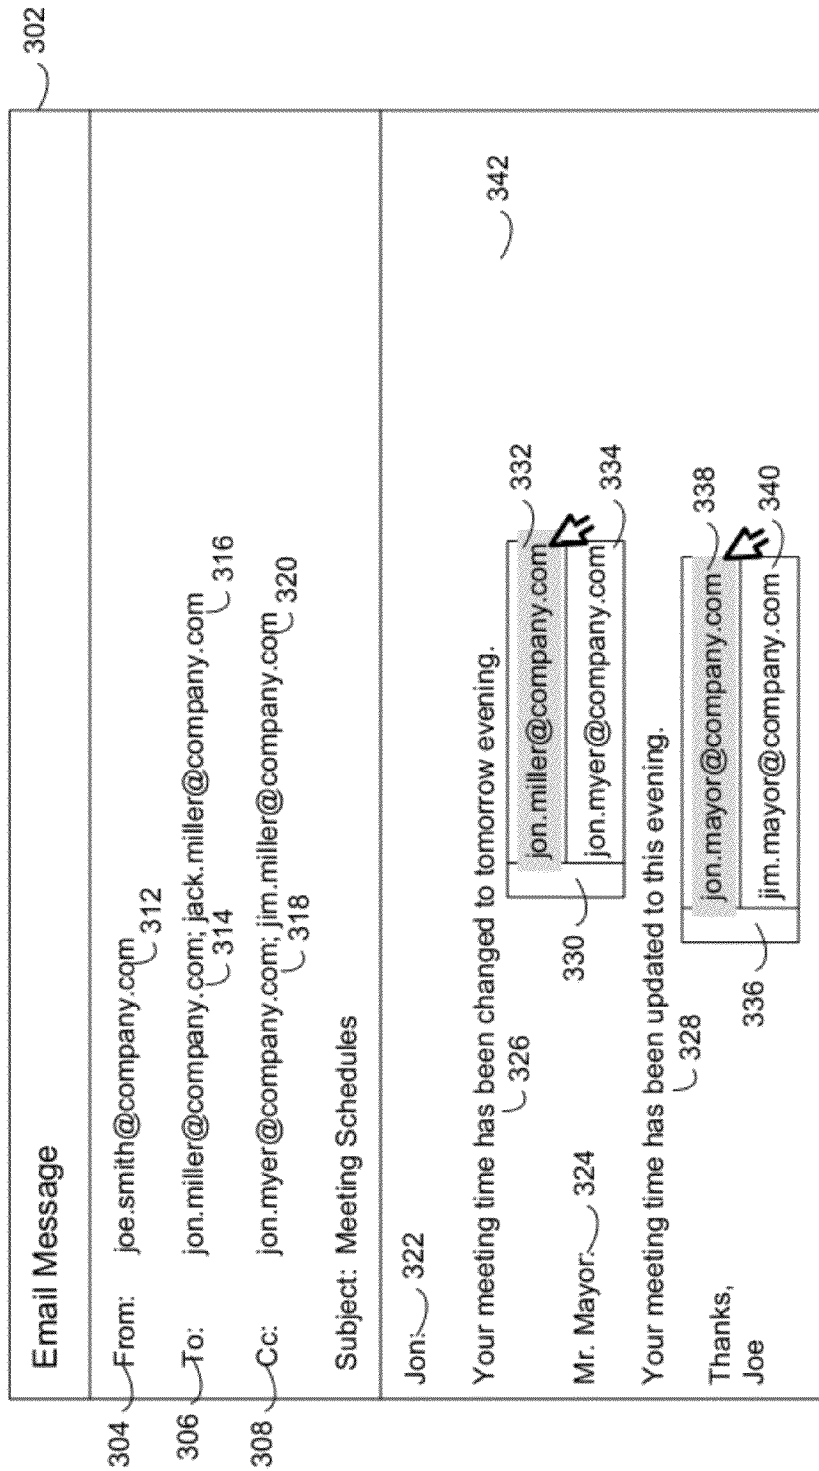 302
Email Message
304 From: joe.smith@company.com 312
306 To: jon.miller@company.com; jack.miller@company.com
314 316
308 Cc: jon.myer@company.com; jim.miller@company.com
318 320
Subject: Meeting Schedules
Jon: 322
Your meeting time has been changed to tomorrow evening.
326 342
330 jon.miller@company.com 332
jon.myer@company.com 334
Mr. Mayor: 324
Your meeting time has been updated to this evening.
328
336 jon.mayor@company.com 338
jim.mayor@company.com 340
Thanks,
Joe